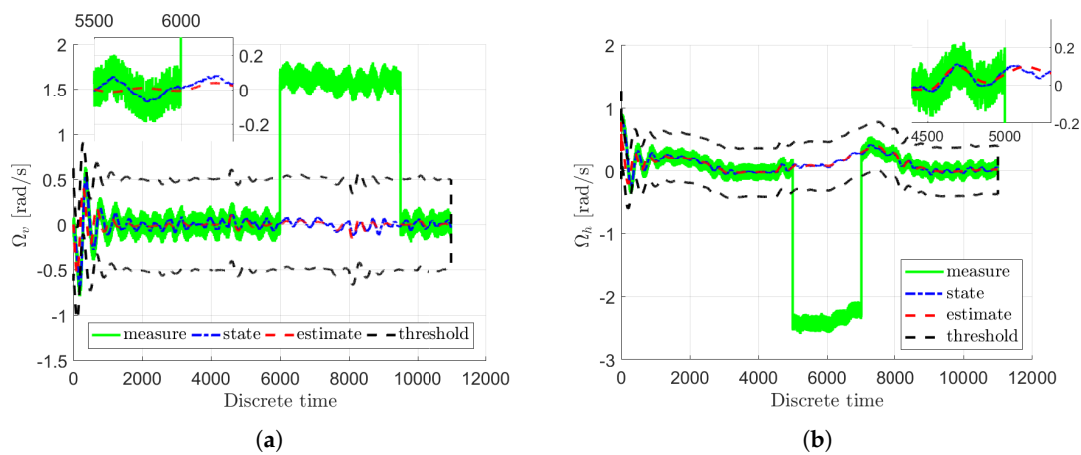 5500 6000
0.2
0
-0.2
2
1.5
1
0.5
0
-0.5
-1
-1.5
Ω_v [rad/s]
measure state estimate threshold
0 2000 4000 6000 8000 10000 12000
Discrete time
(a)
0.2
0
-0.2
4500 5000
2
1
0
-1
-2
-3
Ω_h [rad/s]
measure
state
estimate
threshold
0 2000 4000 6000 8000 10000 12000
Discrete time
(b)